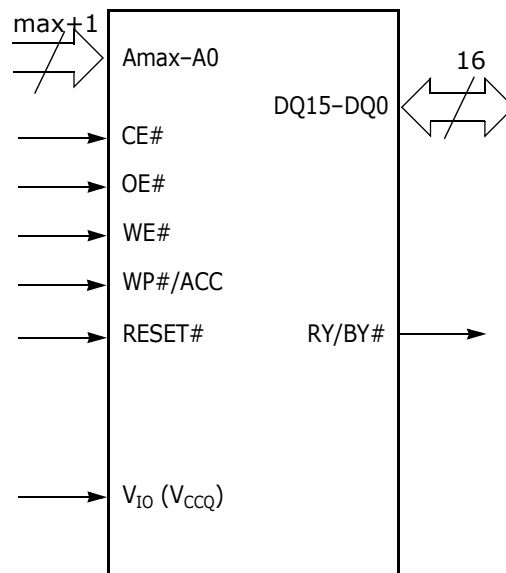 max+1
Amax–A0
16
DQ15–DQ0
CE#
OE#
WE#
WP#/ACC
RESET#
RY/BY#
VIO (VCCQ)